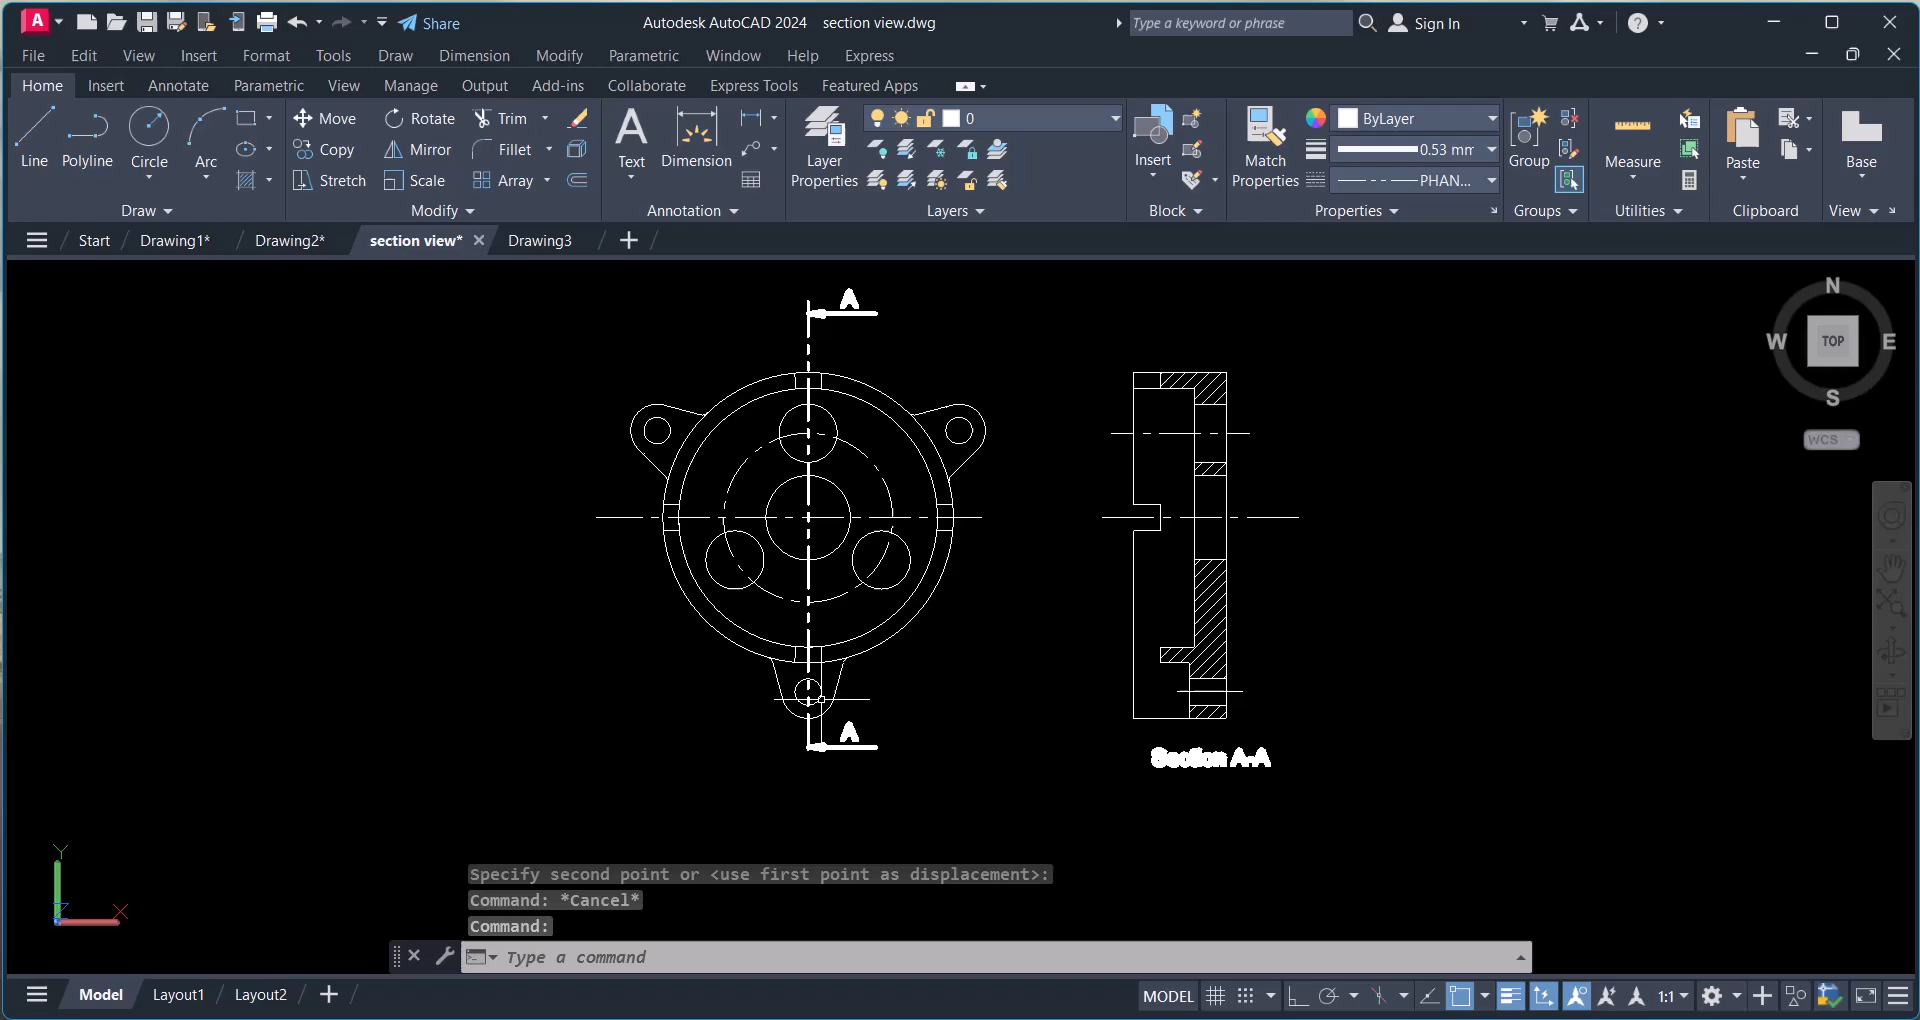 A
Share
Autodesk AutoCAD 2024 section view.dwg
Type a keyword or phrase
Sign In
File Edit View Insert Format Tools Draw Dimension Modify Parametric Window Help Express
Home Insert Annotate Parametric View Manage Output Add-ins Collaborate Express Tools Featured Apps
Line
Polyline
Circle
Arc
Draw
Move
Rotate
Trim
Copy
Mirror
Fillet
Stretch
Scale
Array
Modify
A
Text
Dimension
Annotation
Layer
Properties
0
Layers
Insert
Block
Match
Properties
ByLayer
0.53 mm
PHAN...
Properties
Group
Groups
Measure
Utilities
Paste
Clipboard
Base
View
Start
Drawing1*
Drawing2*
section view*
Drawing3
A
N
W
TOP
E
S
WCS
A
Section A-A
Y
X
Specify second point or <use first point as displacement>:
Command: *Cancel*
Command:
Type a command
Model
Layout1
Layout2
MODEL
1:1